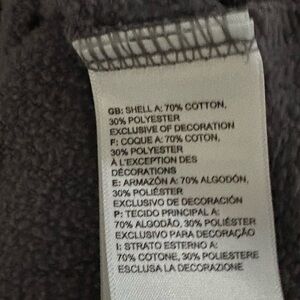 GB: SHELL A: 70% COTTON,
30% POLYESTER
EXCLUSIVE OF DECORATION
F: COQUE A: 70% COTON,
30% POLYESTER
À L'EXCEPTION DES
DÉCORATIONS
E: ARMAZÓN A: 70% ALGODÓN,
30% POLIÉSTER
EXCLUSIVO DE DECORACIÓN
P: TECIDO PRINCIPAL A:
70% ALGODÃO, 30% POLIÉSTER
EXCLUSIVO PARA DECORAÇÃO
I: STRATO ESTERNO A:
70% COTONE, 30% POLIESTERE
ESCLUSA LA DECORAZIONE